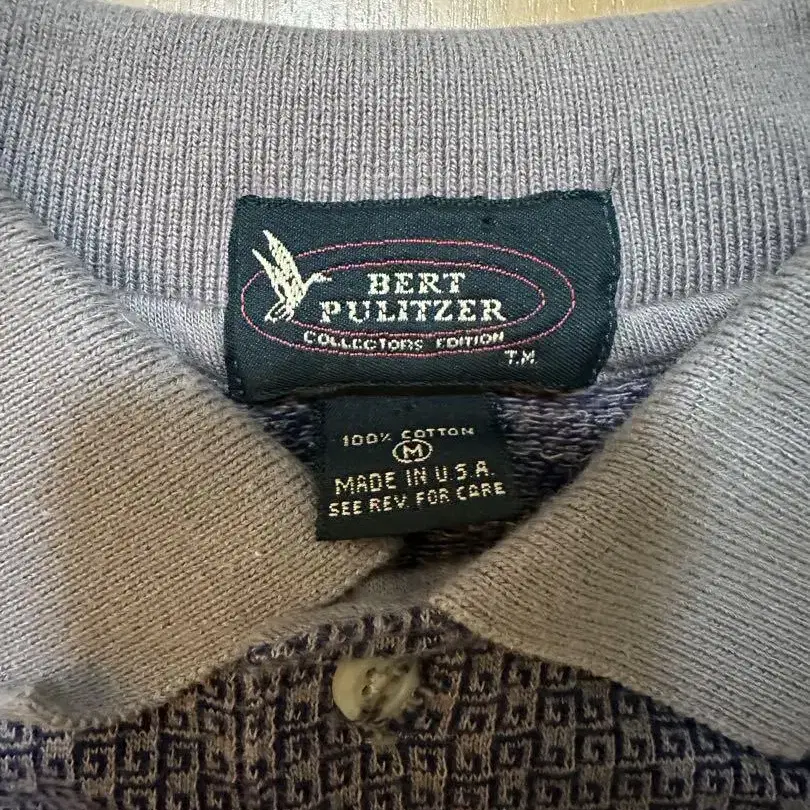 BERT
PULITZER
COLLECTORS EDITION
T.M.
100% COTTON
M
MADE IN U.S.A.
SEE REV. FOR CARE